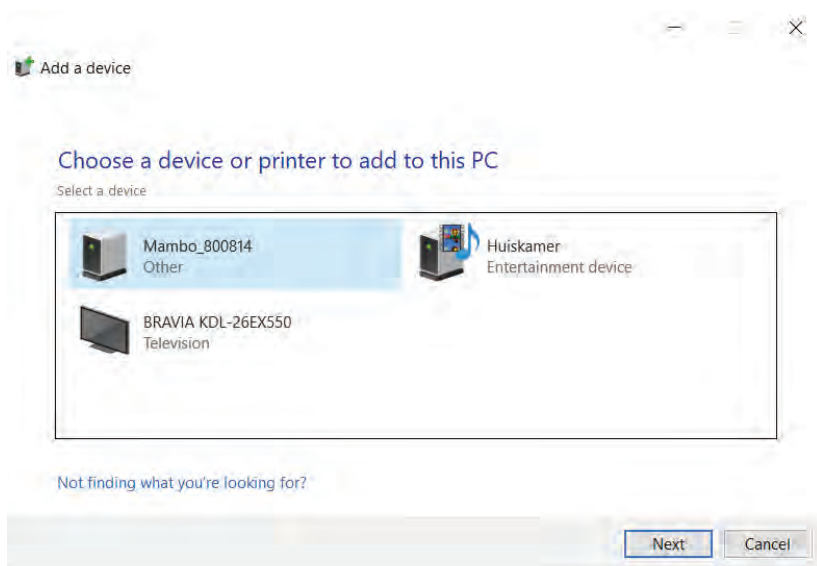 Add a device
Choose a device or printer to add to this PC
Select a device
Mambo_800814
Other
Huiskamer
Entertainment device
BRAVIA KDL-26EX550
Television
Not finding what you're looking for?
Next
Cancel